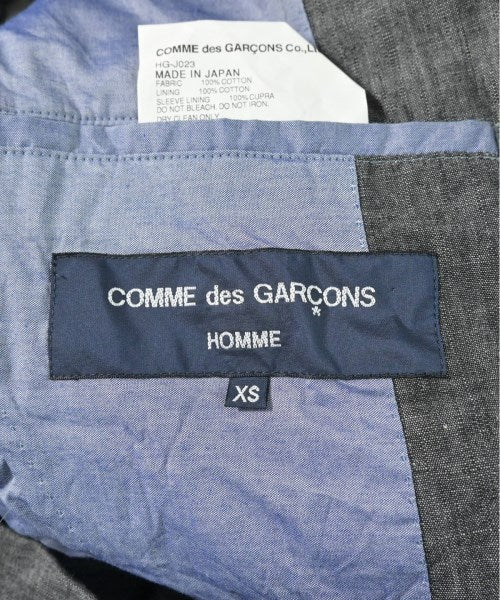 COMME des GARÇONS Co.,L
HG-J023
MADE IN JAPAN
FABRIC 100% COTTON
LINING 100% COTTON
SLEEVE LINING 100% CUPRA
DO NOT BLEACH. DO NOT IRON.
DRY CLEAN ONLY
COMME des GARÇONS
*
HOMME
XS